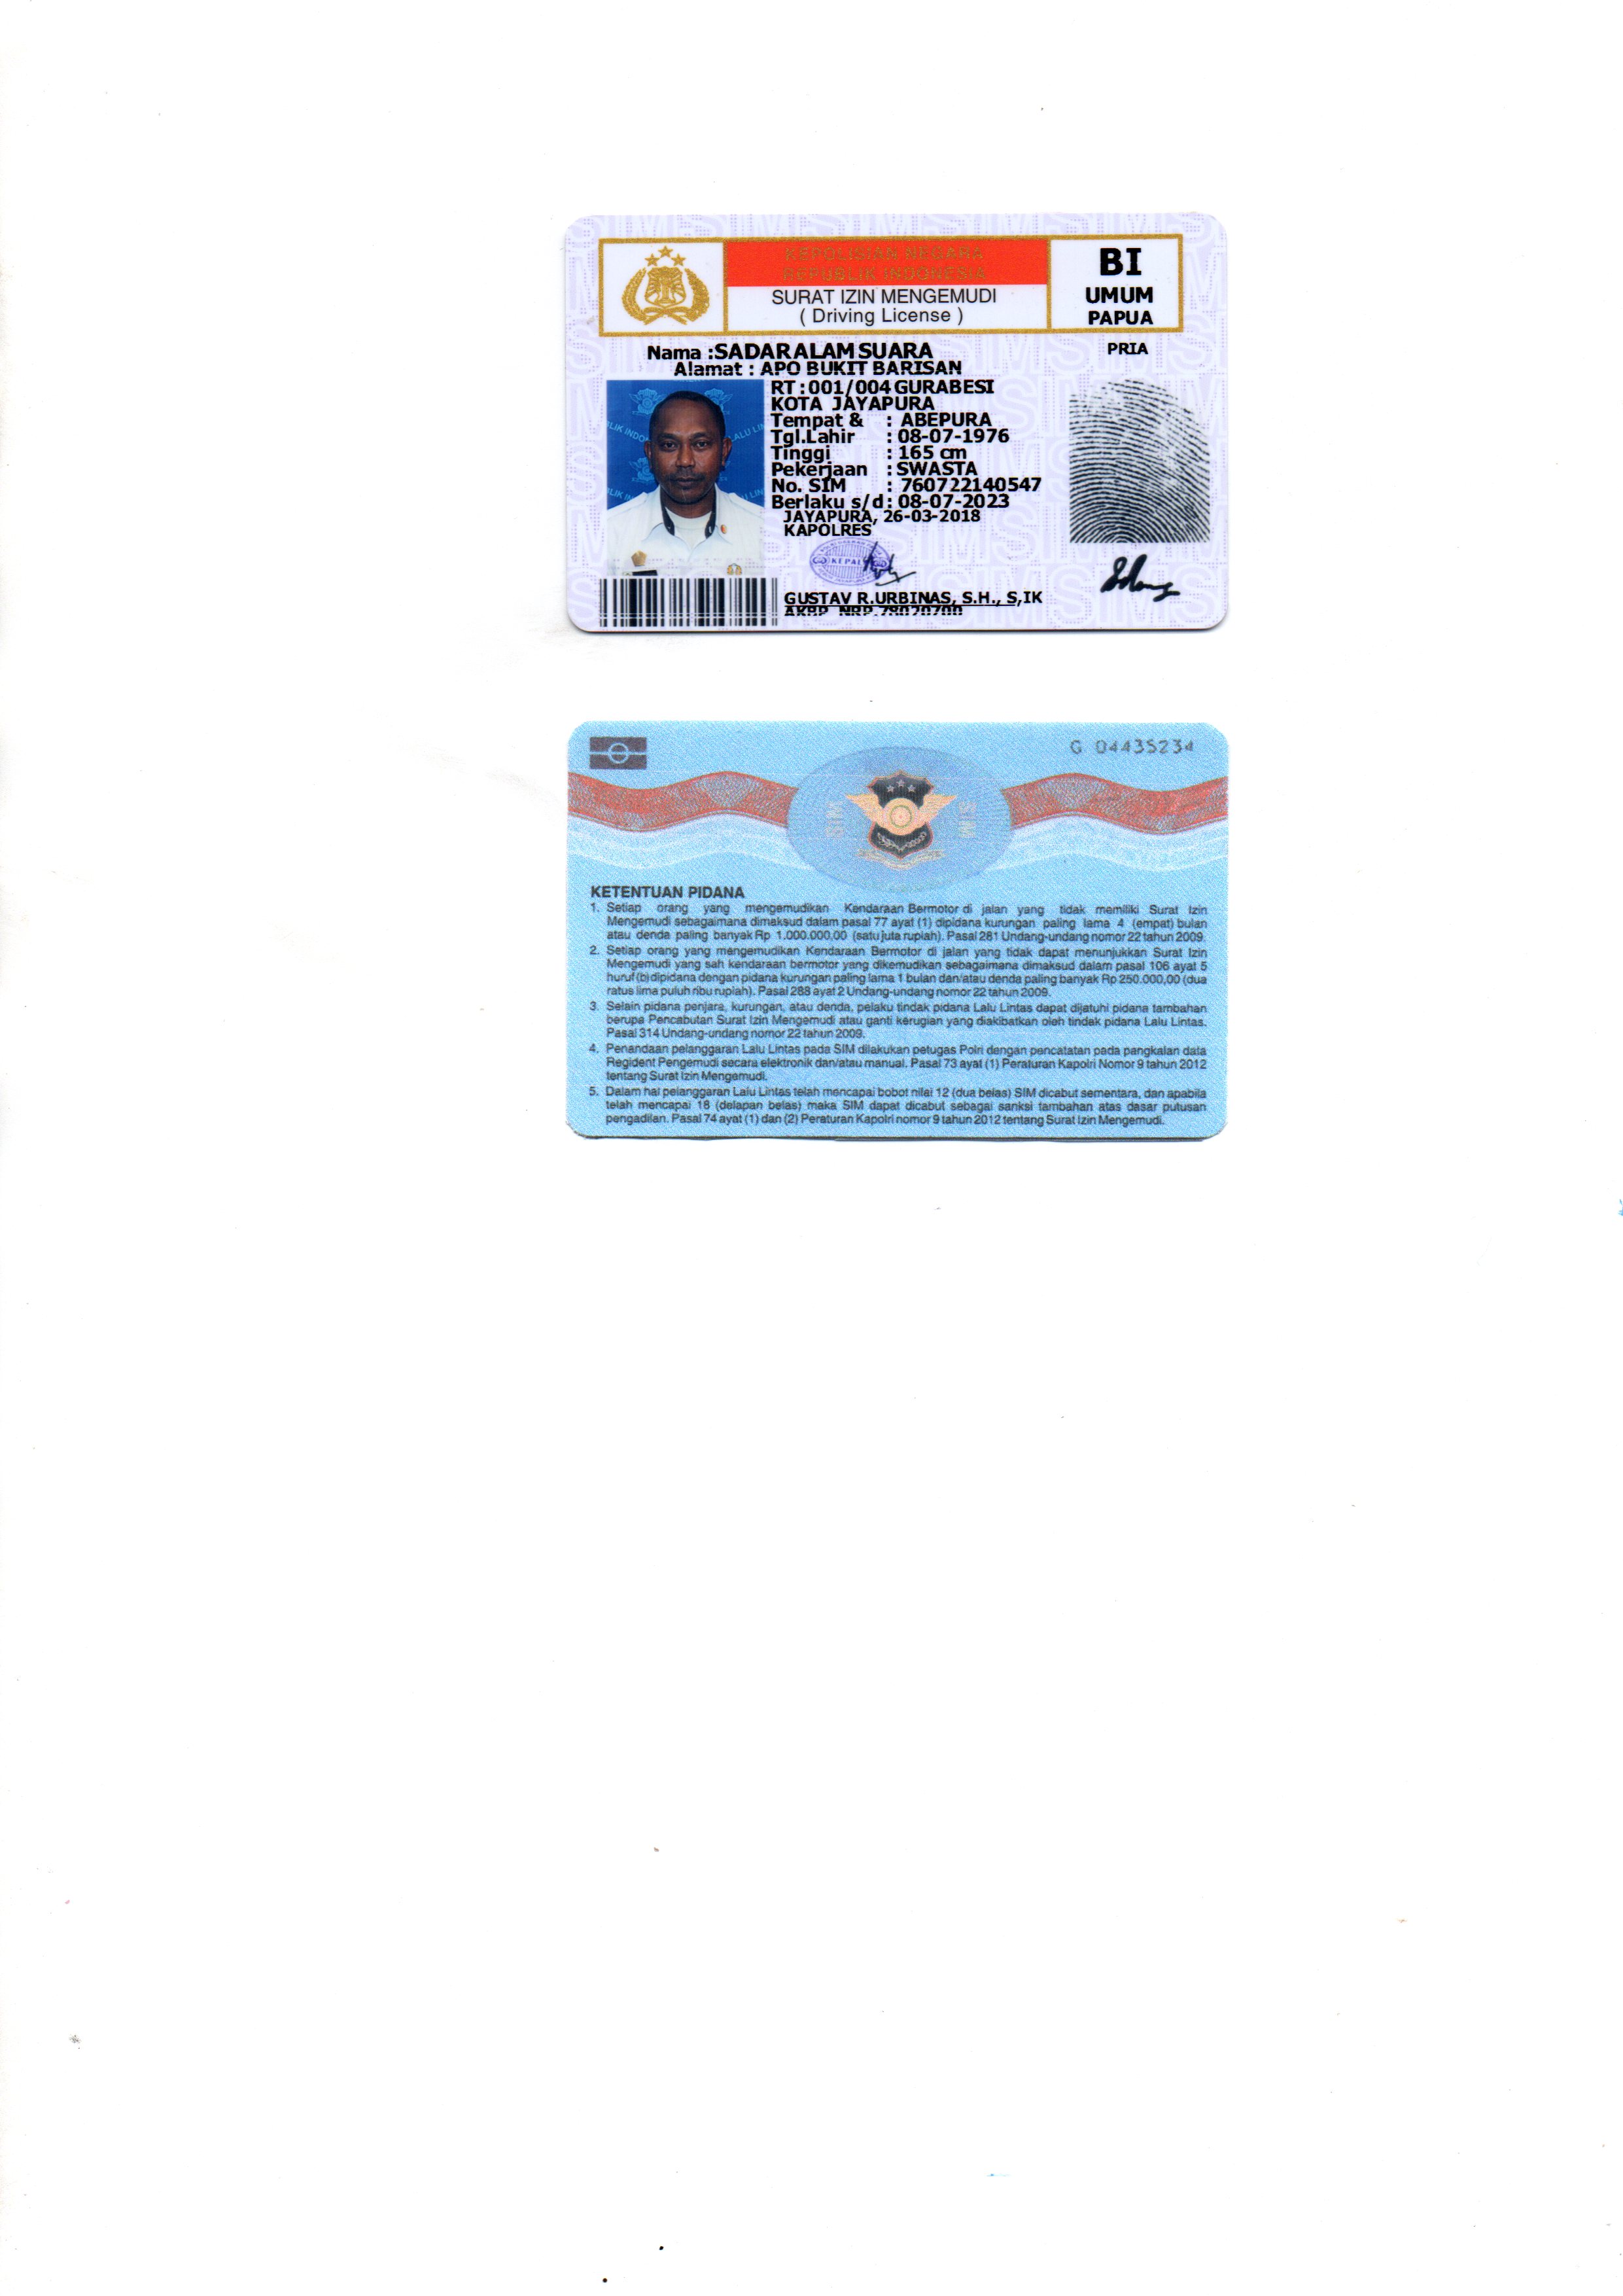 KEPOLISIAN NEGARA
REPUBLIK INDONESIA
SURAT IZIN MENGEMUDI
( Driving License )
BI
UMUM
PAPUA
PRIA
Nama :SADAR ALAM SUARA
Alamat : APO BUKIT BARISAN
RT :001/004 GURABESI
KOTA JAYAPURA
Tempat & : ABEPURA
Tgl.Lahir : 08-07-1976
Tinggi : 165 cm
Pekerjaan : SWASTA
No. SIM : 760722140547
Berlaku s/d : 08-07-2023
JAYAPURA, 26-03-2018
KAPOLRES
GUSTAV R.URBINAS, S.H., S,IK
AKBP NRP.78020700
G 04435234
SIM
SIM
KETENTUAN PIDANA
1. Setiap orang yang mengemudikan Kendaraan Bermotor di jalan yang tidak memiliki Surat Izin
Mengemudi sebagaimana dimaksud dalam pasal 77 ayat (1) dipidana kurungan paling lama 4 (empat) bulan
atau denda paling banyak Rp 1.000.000,00 (satu juta rupiah). Pasal 281 Undang-undang nomor 22 tahun 2009.
2. Setiap orang yang mengemudikan Kendaraan Bermotor di jalan yang tidak dapat menunjukkan Surat Izin
Mengemudi yang sah kendaraan bermotor yang dikemudikan sebagaimana dimaksud dalam pasal 106 ayat 5
huruf (b) dipidana dengan pidana kurungan paling lama 1 bulan dan/atau denda paling banyak Rp 250.000,00 (dua
ratus lima puluh ribu rupiah). Pasal 288 ayat 2 Undang-undang nomor 22 tahun 2009.
3. Selain pidana penjara, kurungan, atau denda, pelaku tindak pidana Lalu Lintas dapat dijatuhi pidana tambahan
berupa Pencabutan Surat Izin Mengemudi atau ganti kerugian yang diakibatkan oleh tindak pidana Lalu Lintas.
Pasal 314 Undang-undang nomor 22 tahun 2009.
4. Penandaan pelanggaran Lalu Lintas pada SIM dilakukan petugas Polri dengan pencatatan pada pangkalan data
Regident Pengemudi secara elektronik dan/atau manual. Pasal 73 ayat (1) Peraturan Kapolri Nomor 9 tahun 2012
tentang Surat Izin Mengemudi.
5. Dalam hal pelanggaran Lalu Lintas telah mencapai bobot nilai 12 (dua belas) SIM dicabut sementara, dan apabila
telah mencapai 18 (delapan belas) maka SIM dapat dicabut sebagai sanksi tambahan atas dasar putusan
pengadilan. Pasal 74 ayat (1) dan (2) Peraturan Kapolri nomor 9 tahun 2012 tentang Surat Izin Mengemudi.